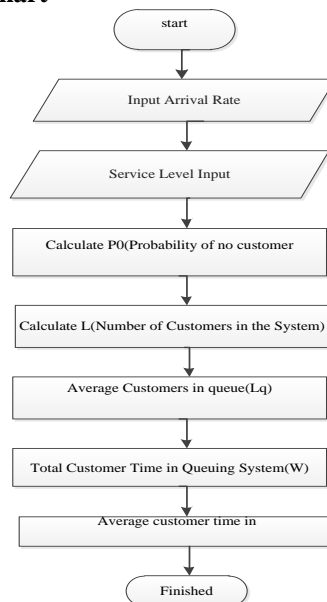 start
Input Arrival Rate
Service Level Input
Calculate P0(Probability of no customer
Calculate L(Number of Customers in the System)
Average Customers in queue(Lq)
Total Customer Time in Queuing System(W)
Average customer time in
Finished